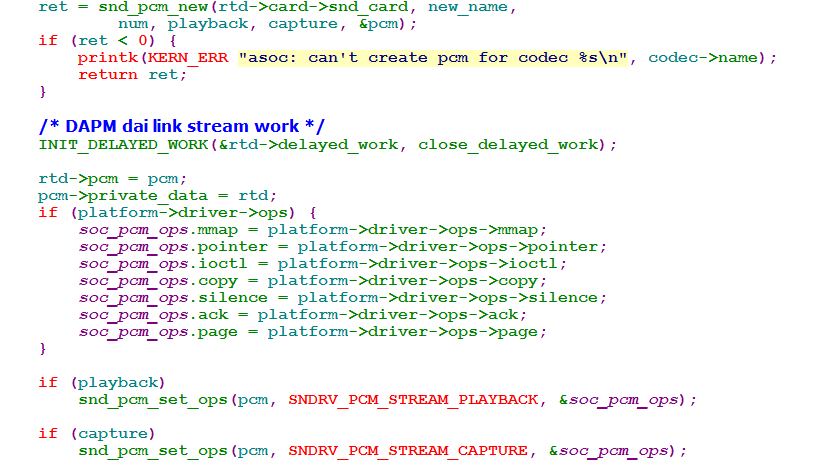 ret = snd_pcm_new(rtd->card->snd_card, new_name,
num, playback, capture, &pcm);
if (ret < 0) {
printk(KERN_ERR "asoc: can't create pcm for codec %s\n", codec->name);
return ret;
}
/* DAPM dai link stream work */
INIT_DELAYED_WORK(&rtd->delayed_work, close_delayed_work);
rtd->pcm = pcm;
pcm->private_data = rtd;
if (platform->driver->ops) {
soc_pcm_ops.mmap = platform->driver->ops->mmap;
soc_pcm_ops.pointer = platform->driver->ops->pointer;
soc_pcm_ops.ioctl = platform->driver->ops->ioctl;
soc_pcm_ops.copy = platform->driver->ops->copy;
soc_pcm_ops.silence = platform->driver->ops->silence;
soc_pcm_ops.ack = platform->driver->ops->ack;
soc_pcm_ops.page = platform->driver->ops->page;
}
if (playback)
snd_pcm_set_ops(pcm, SNDRV_PCM_STREAM_PLAYBACK, &soc_pcm_ops);
if (capture)
snd_pcm_set_ops(pcm, SNDRV_PCM_STREAM_CAPTURE, &soc_pcm_ops);